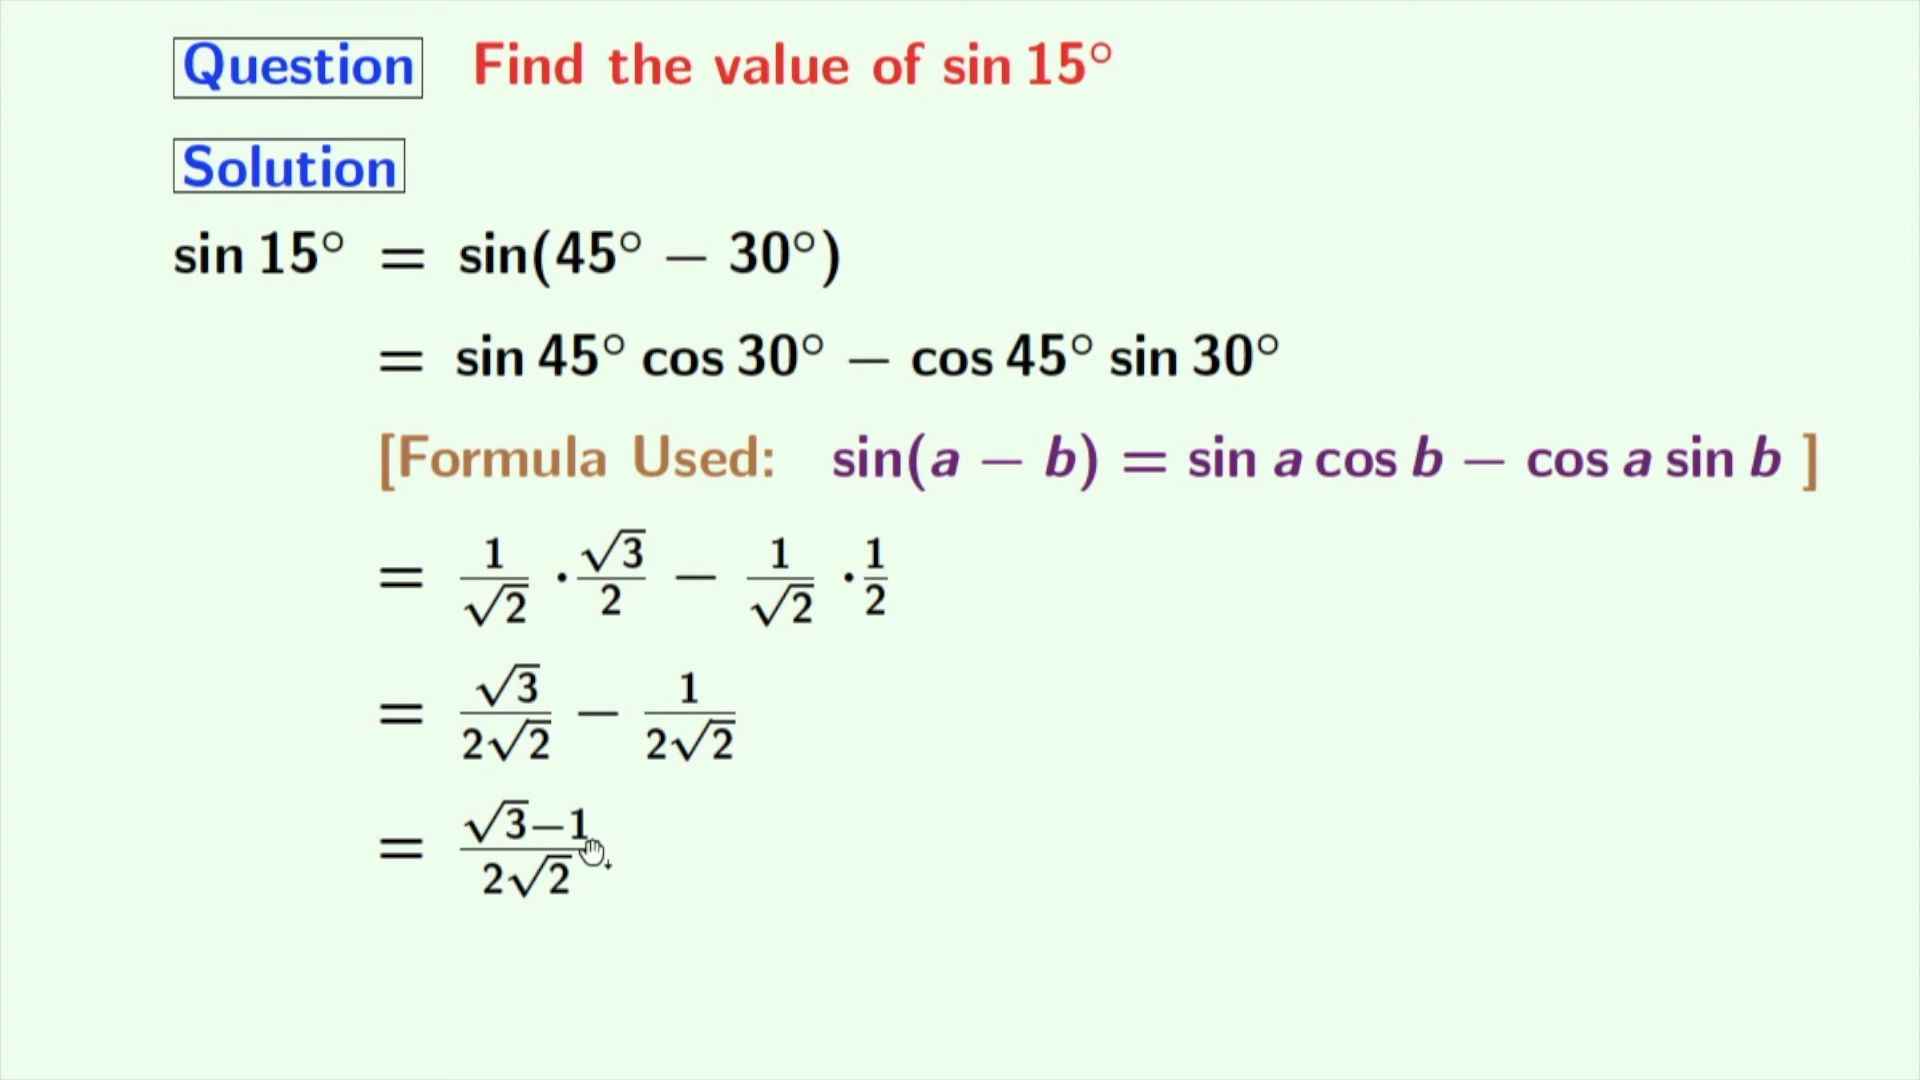 Question Find the value of sin 15°
Solution
sin 15° = sin(45° − 30°)
= sin 45° cos 30° − cos 45° sin 30°
[Formula Used: sin(a − b) = sin a cos b − cos a sin b ]
= 1/√2 · √3/2 − 1/√2 · 1/2
= √3/2√2 − 1/2√2
= √3−1/2√2